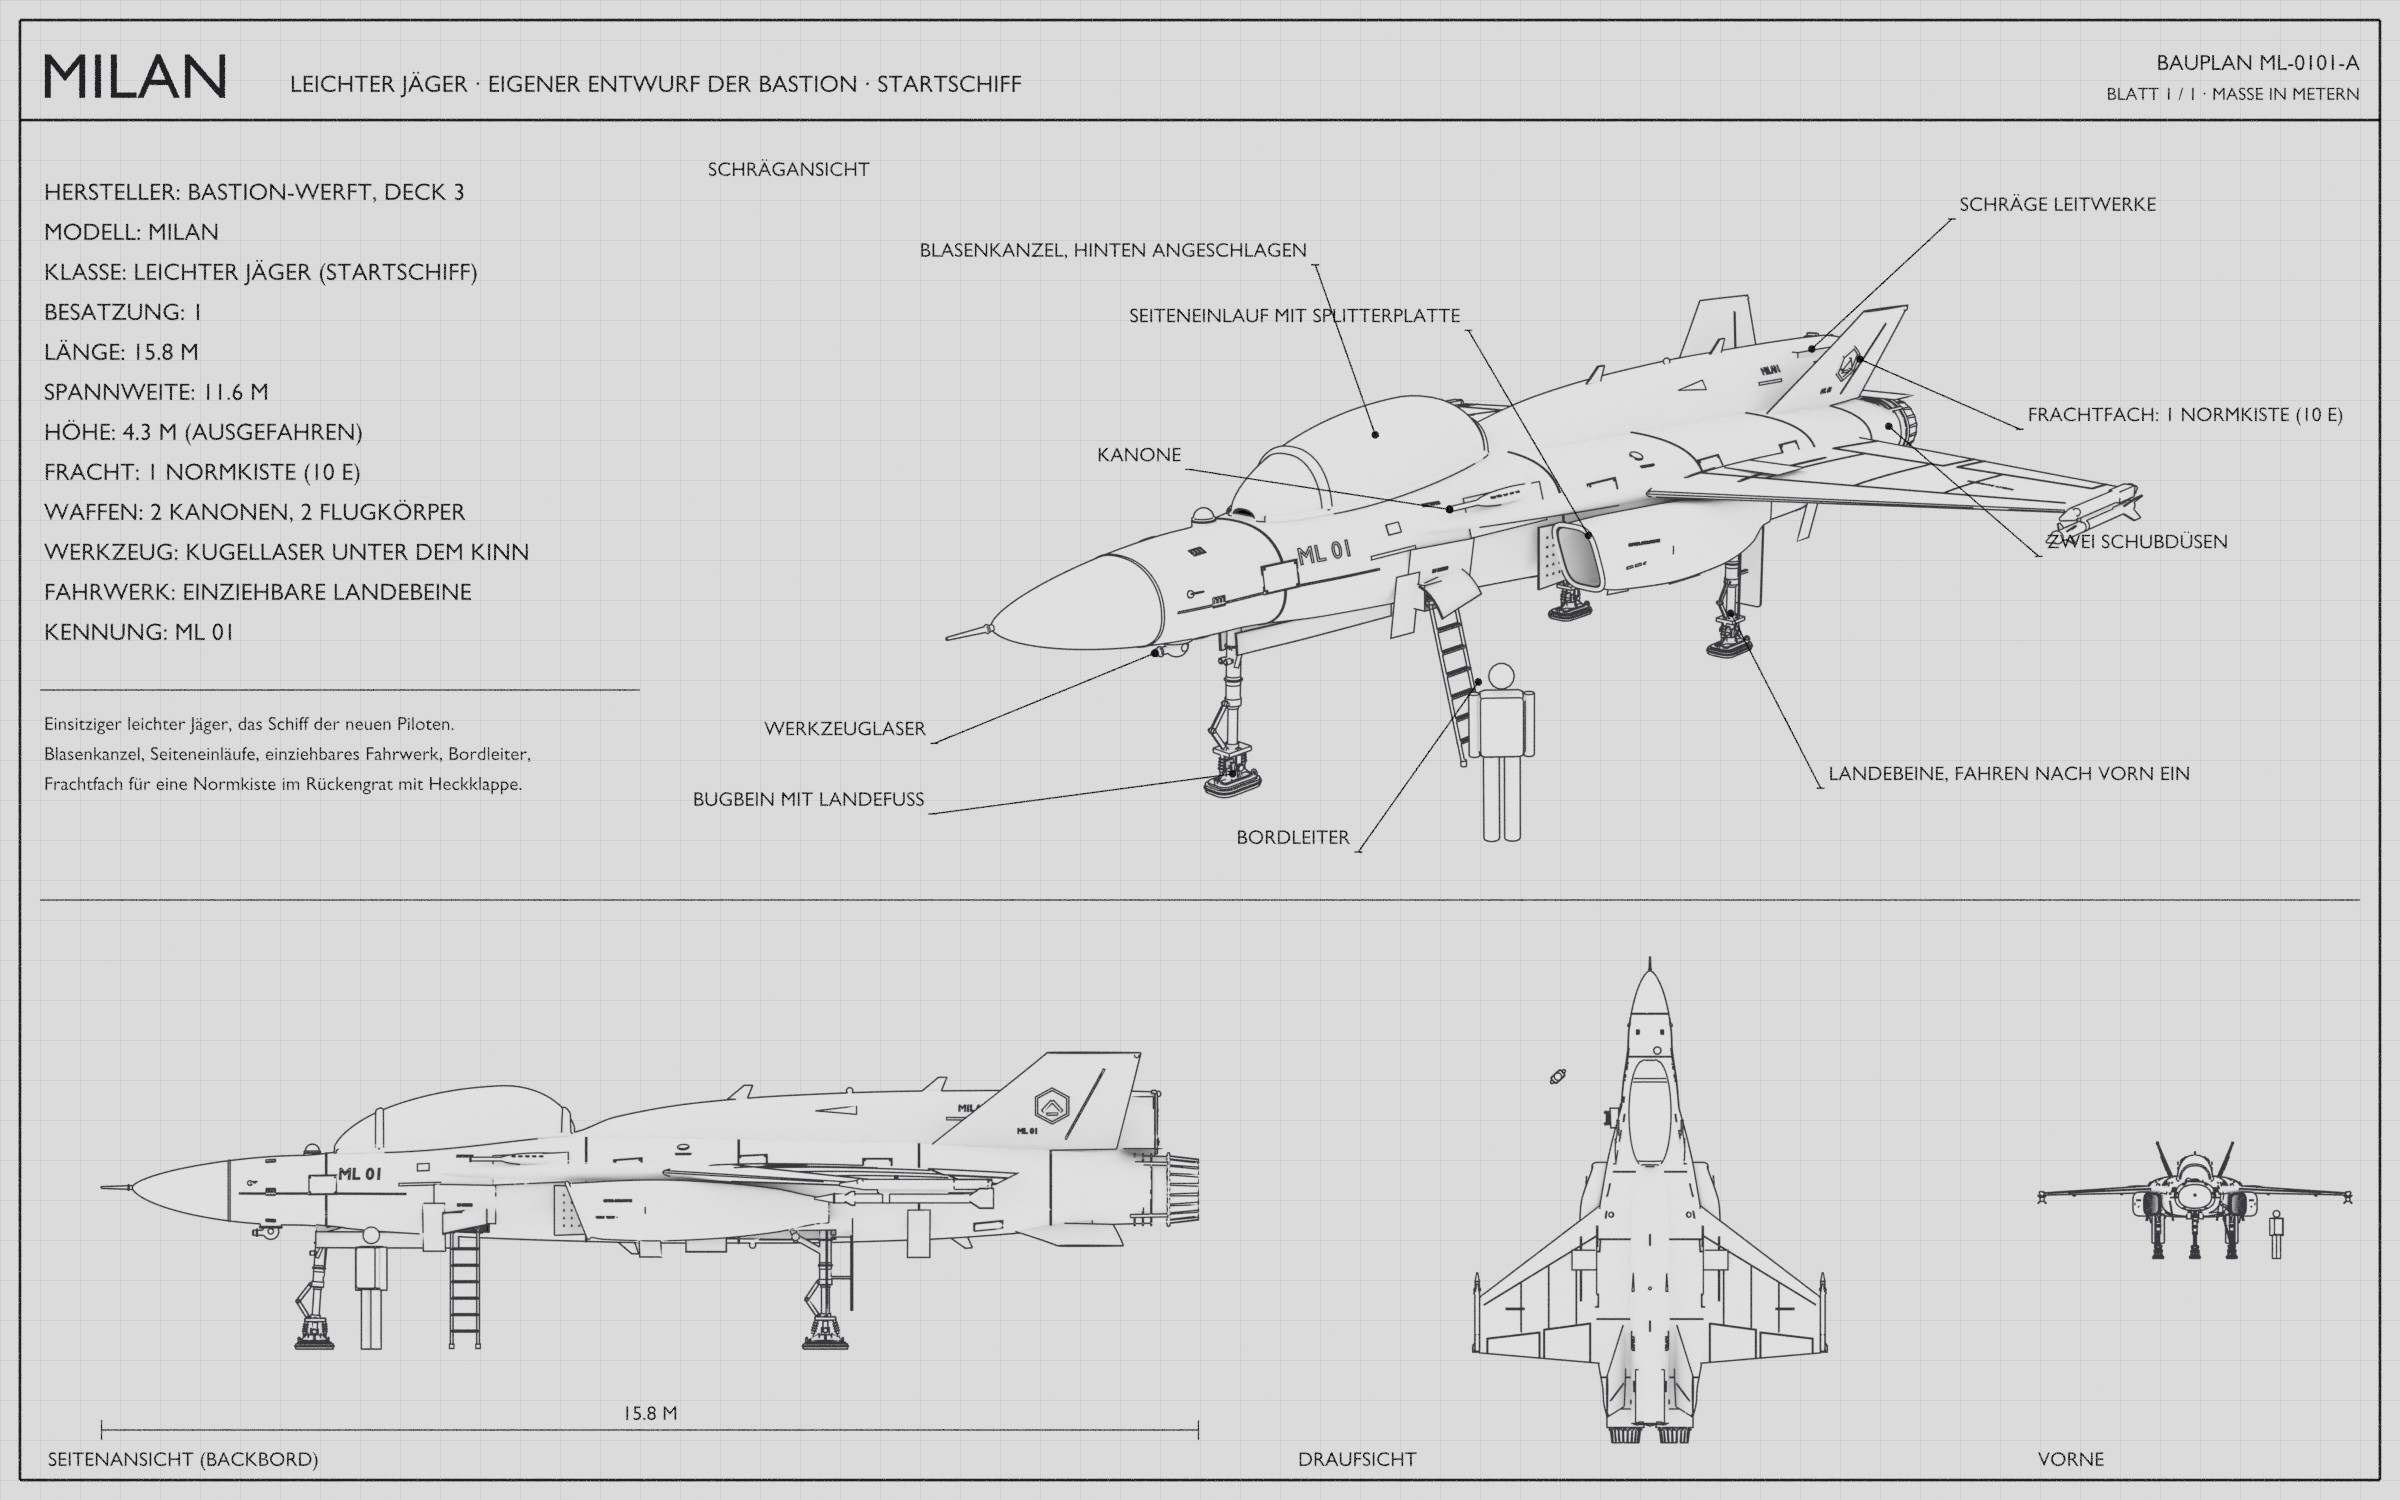 MILAN
LEICHTER JÄGER · EIGENER ENTWURF DER BASTION · STARTSCHIFF
BAUPLAN ML-0101-A
BLATT 1 / 1 · MASSE IN METERN
HERSTELLER: BASTION-WERFT, DECK 3
MODELL: MILAN
KLASSE: LEICHTER JÄGER (STARTSCHIFF)
BESATZUNG: 1
LÄNGE: 15.8 M
SPANNWEITE: 11.6 M
HÖHE: 4.3 M (AUSGEFAHREN)
FRACHT: 1 NORMKISTE (10 E)
WAFFEN: 2 KANONEN, 2 FLUGKÖRPER
WERKZEUG: KUGELLASER UNTER DEM KINN
FAHRWERK: EINZIEHBARE LANDEBEINE
KENNUNG: ML 01
Einsitziger leichter Jäger, das Schiff der neuen Piloten.
Blasenkanzel, Seiteneinläufe, einziehbares Fahrwerk, Bordleiter,
Frachtfach für eine Normkiste im Rückengrat mit Heckklappe.
SCHRÄGANSICHT
SCHRÄGE LEITWERKE
BLASENKANZEL, HINTEN ANGESCHLAGEN
SEITENEINLAUF MIT SPLITTERPLATTE
MILAN
ML 01
FRACHTFACH: 1 NORMKISTE (10 E)
KANONE
ML 01
ZWEI SCHUBDÜSEN
WERKZEUGLASER
BUGBEIN MIT LANDEFUSS
LANDEBEINE, FAHREN NACH VORN EIN
BORDLEITER
ML 01
ML 01
10
01
15.8 M
SEITENANSICHT (BACKBORD)
DRAUFSICHT
VORNE